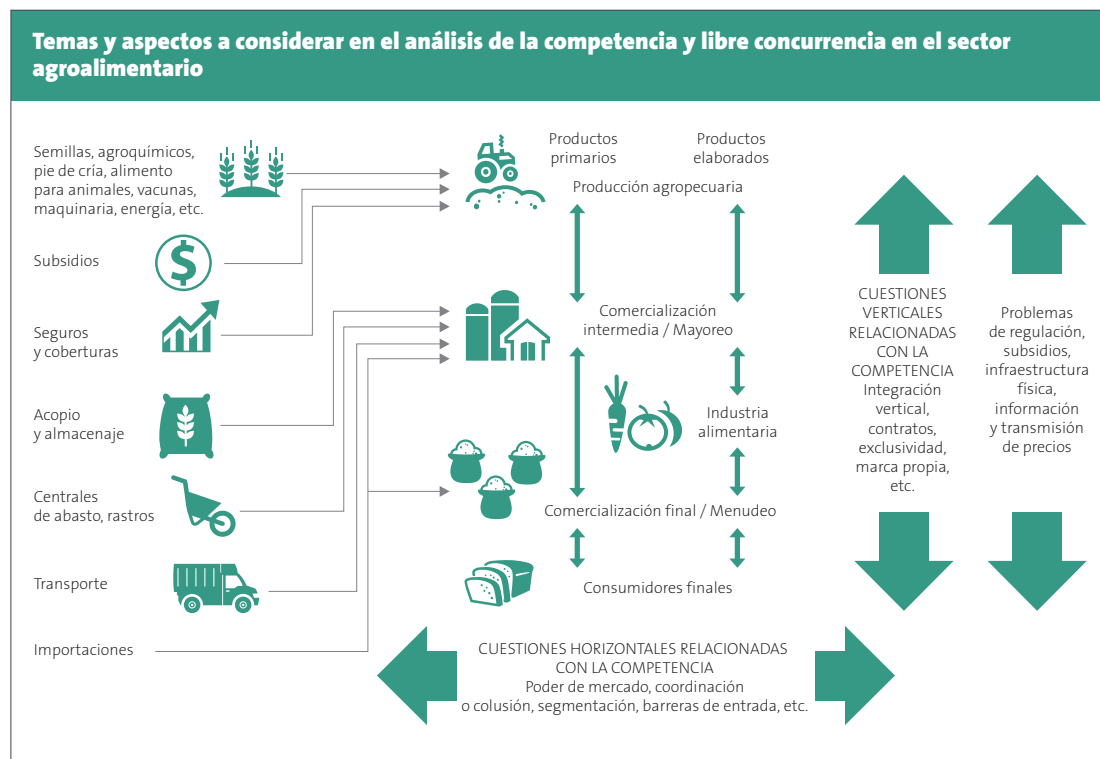 Temas y aspectos a considerar en el análisis de la competencia y libre concurrencia en el sector
agroalimentario
Semillas, agroquímicos,
pie de cría, alimento
para animales, vacunas,
maquinaria, energía, etc.
Subsidios
Seguros
y coberturas
Acopio
y almacenaje
Centrales
de abasto, rastros
Transporte
Importaciones
Productos
primarios
Productos
elaborados
Producción agropecuaria
Comercialización
intermedia / Mayoreo
Industria
alimentaria
Comercialización final / Menudeo
Consumidores finales
CUESTIONES
VERTICALES
RELACIONADAS
CON LA
COMPETENCIA
Integración
vertical,
contratos,
exclusividad,
marca propia,
etc.
Problemas
de regulación,
subsidios,
infraestructura
física,
información
y transmisión
de precios
CUESTIONES HORIZONTALES RELACIONADAS
CON LA COMPETENCIA
Poder de mercado, coordinación
o colusión, segmentación, barreras de entrada, etc.